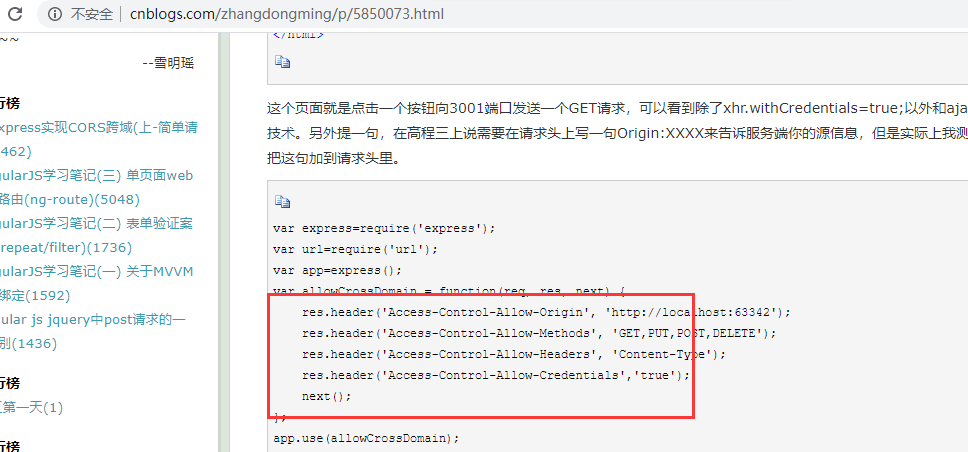 不安全 | cnblogs.com/zhangdongming/p/5850073.html
~~
--雪明瑶
行榜
xpress实现CORS跨域(上-简单请
462)
gularJS学习笔记(三) 单页面web
路由(ng-route)(5048)
gularJS学习笔记(二) 表单验证案
repeat/filter)(1736)
gularJS学习笔记(一) 关于MVVM
绑定(1592)
ular js jquery中post请求的一
别(1436)
行榜
第一天(1)
行榜
</html>
这个页面就是点击一个按钮向3001端口发送一个GET请求，可以看到除了xhr.withCredentials=true;以外和aja
技术。另外提一句，在高程三上说需要在请求头上写一句Origin:XXXX来告诉服务端你的源信息，但是实际上我测
把这句加到请求头里。
var express=require('express');
var url=require('url');
var app=express();
var allowCrossDomain = function(req, res, next) {
res.header('Access-Control-Allow-Origin', 'http://localhost:63342');
res.header('Access-Control-Allow-Methods', 'GET,PUT,POST,DELETE');
res.header('Access-Control-Allow-Headers', 'Content-Type');
res.header('Access-Control-Allow-Credentials','true');
next();
};
app.use(allowCrossDomain);